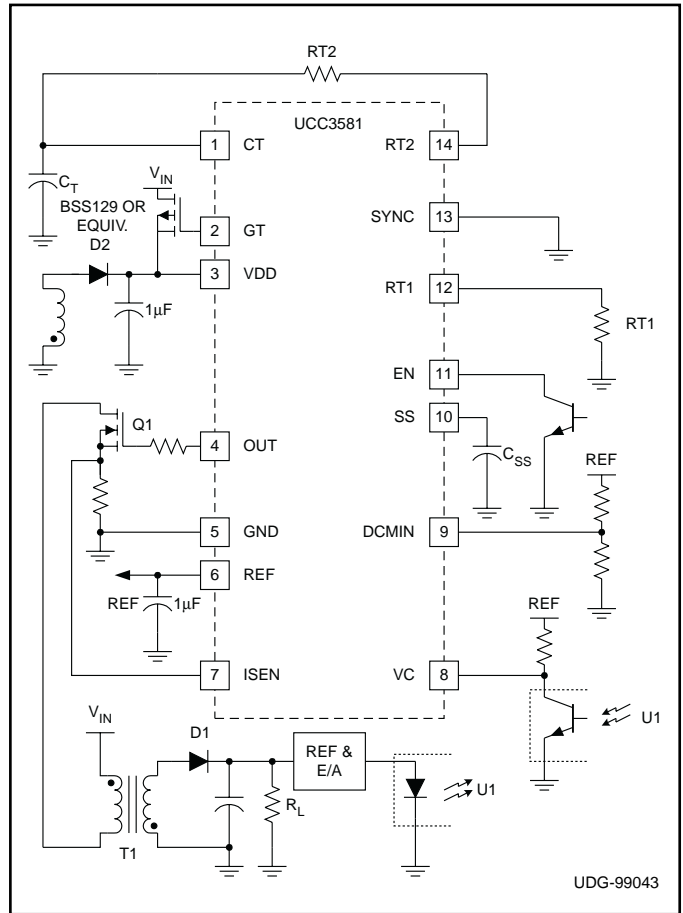 RT2
UCC3581
1 CT
RT2 14
C_T
V_IN
BSS129 OR
EQUIV.
D2
2 GT
SYNC 13
3 VDD
RT1 12
1μF
RT1
EN 11
SS 10
Q1
C_SS
4 OUT
REF
5 GND
DCMIN 9
6 REF
REF 1μF
REF
7 ISEN
VC 8
V_IN
D1
U1
REF &
E/A
R_L
U1
T1
UDG-99043